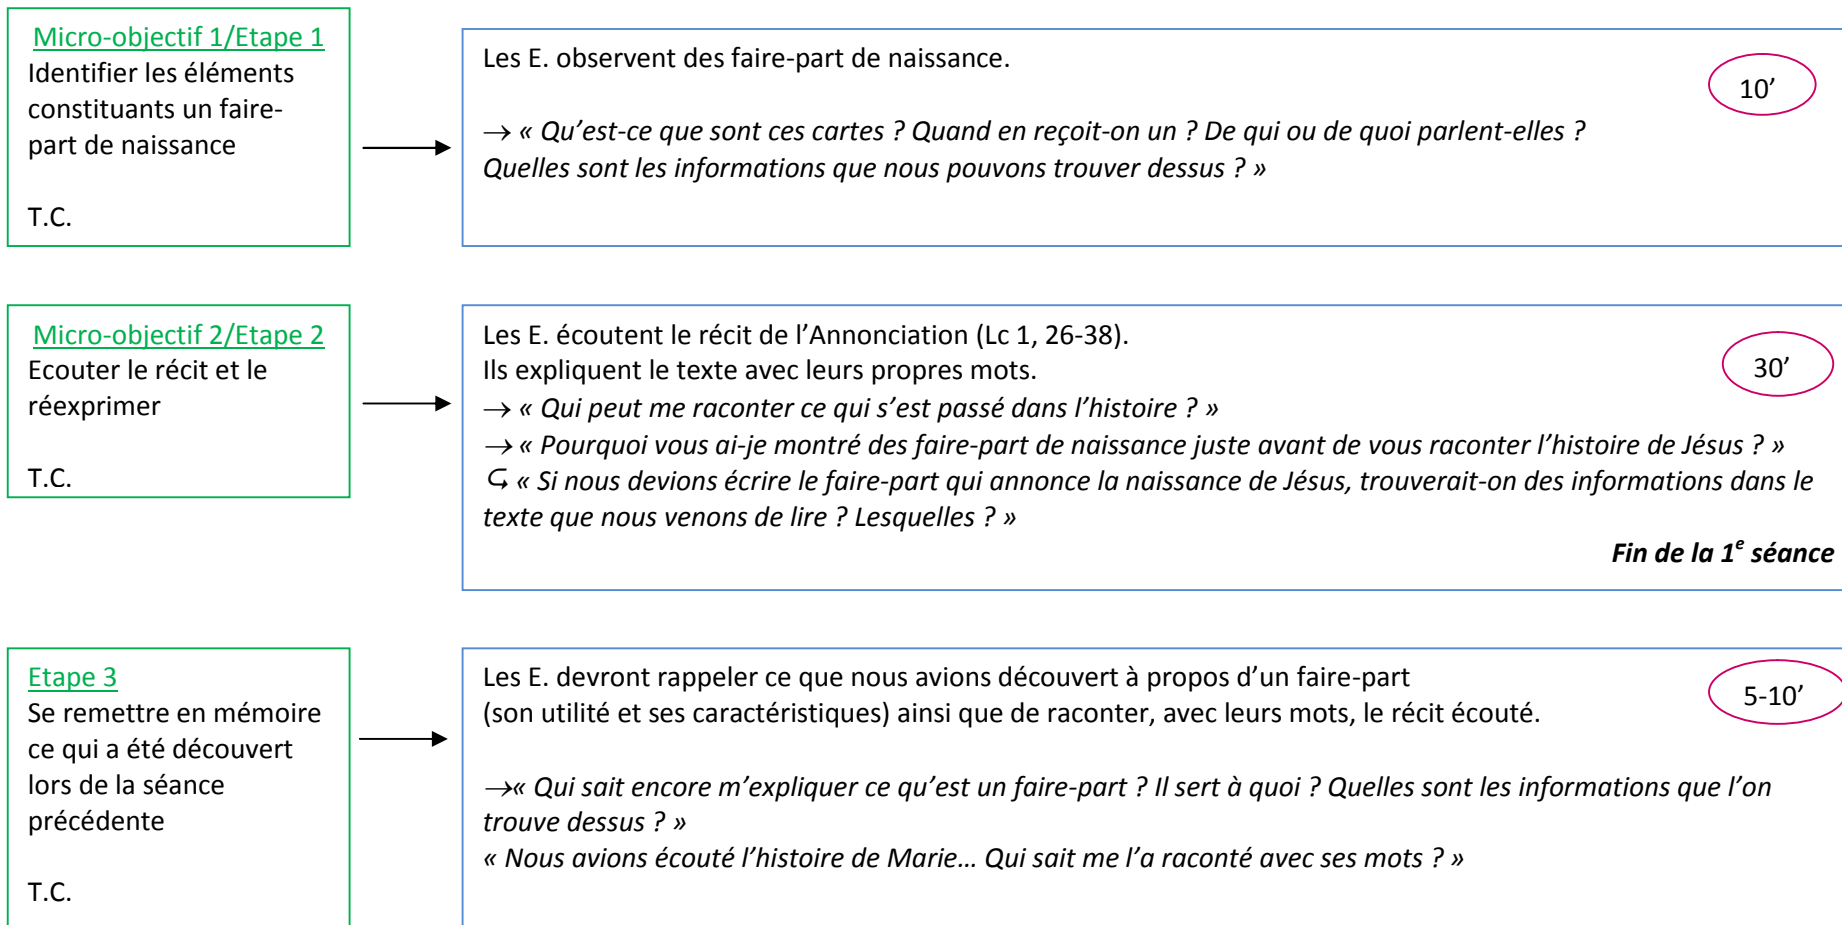 Micro-objectif 1/Etape 1
Identifier les éléments
constituants un faire-
part de naissance
T.C.
Les E. observent des faire-part de naissance.
10’
→ « Qu’est-ce que sont ces cartes ? Quand en reçoit-on un ? De qui ou de quoi parlent-elles ?
Quelles sont les informations que nous pouvons trouver dessus ? »
Micro-objectif 2/Etape 2
Ecouter le récit et le
réexprimer
T.C.
Les E. écoutent le récit de l’Annonciation (Lc 1, 26-38).
Ils expliquent le texte avec leurs propres mots.
30’
→ « Qui peut me raconter ce qui s’est passé dans l’histoire ? »
→ « Pourquoi vous ai-je montré des faire-part de naissance juste avant de vous raconter l’histoire de Jésus ? »
↪ « Si nous devions écrire le faire-part qui annonce la naissance de Jésus, trouverait-on des informations dans le
texte que nous venons de lire ? Lesquelles ? »
Fin de la 1e séance
Etape 3
Se remettre en mémoire
ce qui a été découvert
lors de la séance
précédente
T.C.
Les E. devront rappeler ce que nous avions découvert à propos d’un faire-part
(son utilité et ses caractéristiques) ainsi que de raconter, avec leurs mots, le récit écouté.
5-10’
→« Qui sait encore m’expliquer ce qu’est un faire-part ? Il sert à quoi ? Quelles sont les informations que l’on
trouve dessus ? »
« Nous avions écouté l’histoire de Marie… Qui sait me l’a raconté avec ses mots ? »